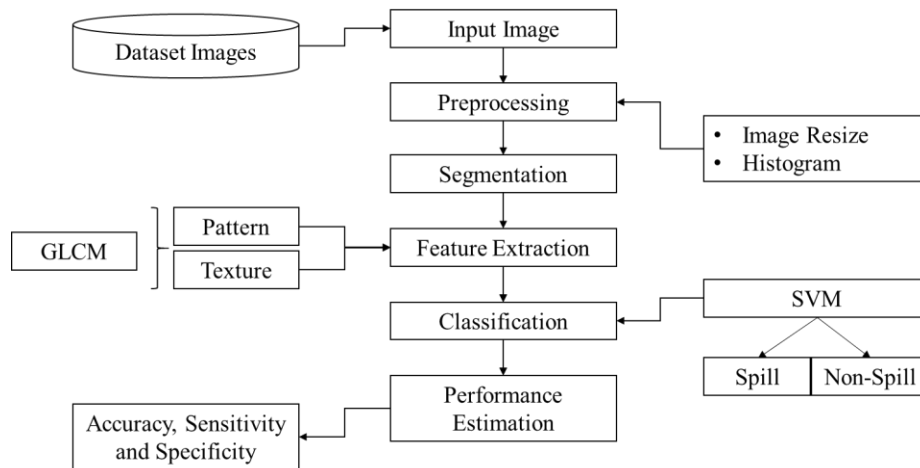 Input Image
Dataset Images
Preprocessing
• Image Resize
• Histogram
Segmentation
GLCM
Pattern
Texture
Feature Extraction
SVM
Classification
Spill
Non-Spill
Performance
Estimation
Accuracy, Sensitivity
and Specificity